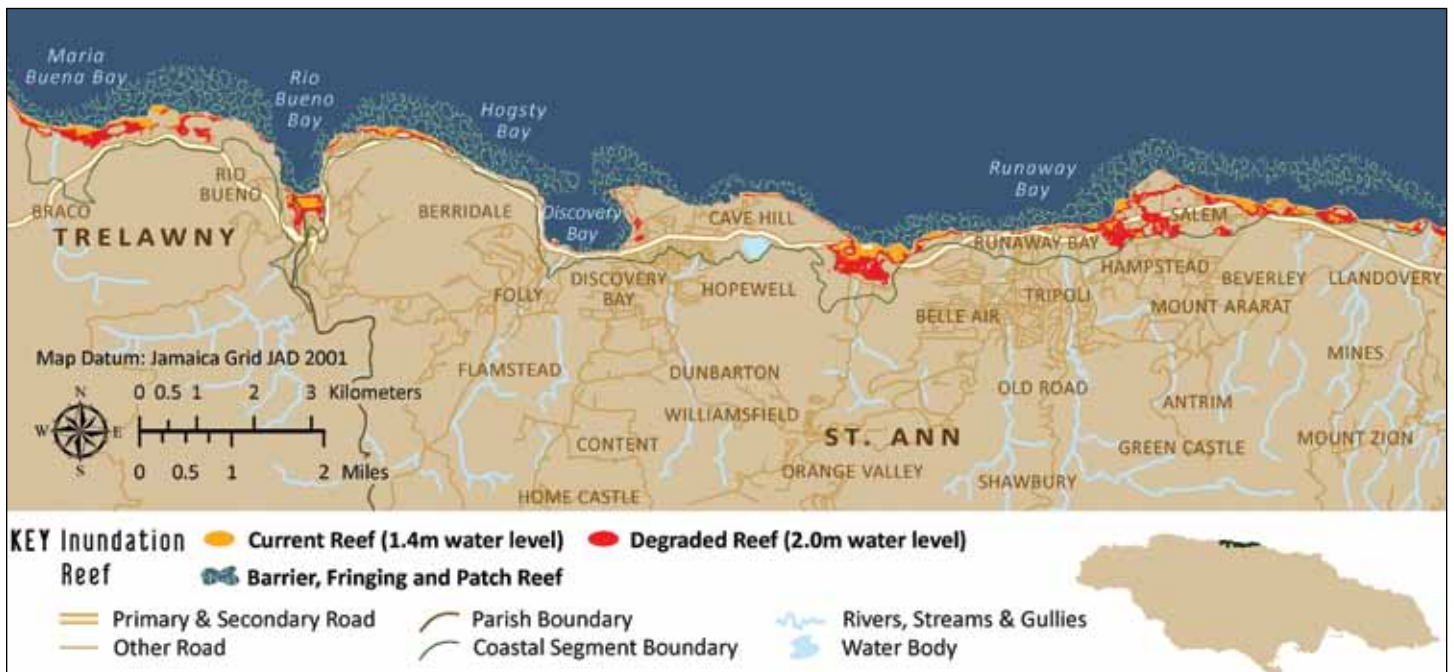 Maria
Buena Bay
Rio
Bueno
Bay
Hogsty
Bay
Discovery
Bay
Runaway
Bay
BRACO
RIO
BUENO
TRELAWNY
BERRIDALE
CAVE HILL
SALEM
RUNAWAY BAY
HAMPSTEAD
BEVERLEY
LLANDOVERY
FOLLY
DISCOVERY
BAY
HOPEWELL
TRIPOLI
MOUNT ARARAT
BELLE AIR
MINES
FLAMSTEAD
DUNBARTON
OLD ROAD
ANTRIM
WILLIAMSFIELD
CONTENT
ST. ANN
GREEN CASTLE
MOUNT ZION
ORANGE VALLEY
SHAWBURY
HOME CASTLE
Map Datum: Jamaica Grid JAD 2001
0 0.5 1 2 3 Kilometers
N
W E
S
0 0.5 1 2 Miles
KEY Inundation Current Reef (1.4m water level) Degraded Reef (2.0m water level)
Reef Barrier, Fringing and Patch Reef
Primary & Secondary Road Parish Boundary Rivers, Streams & Gullies
Other Road Coastal Segment Boundary Water Body